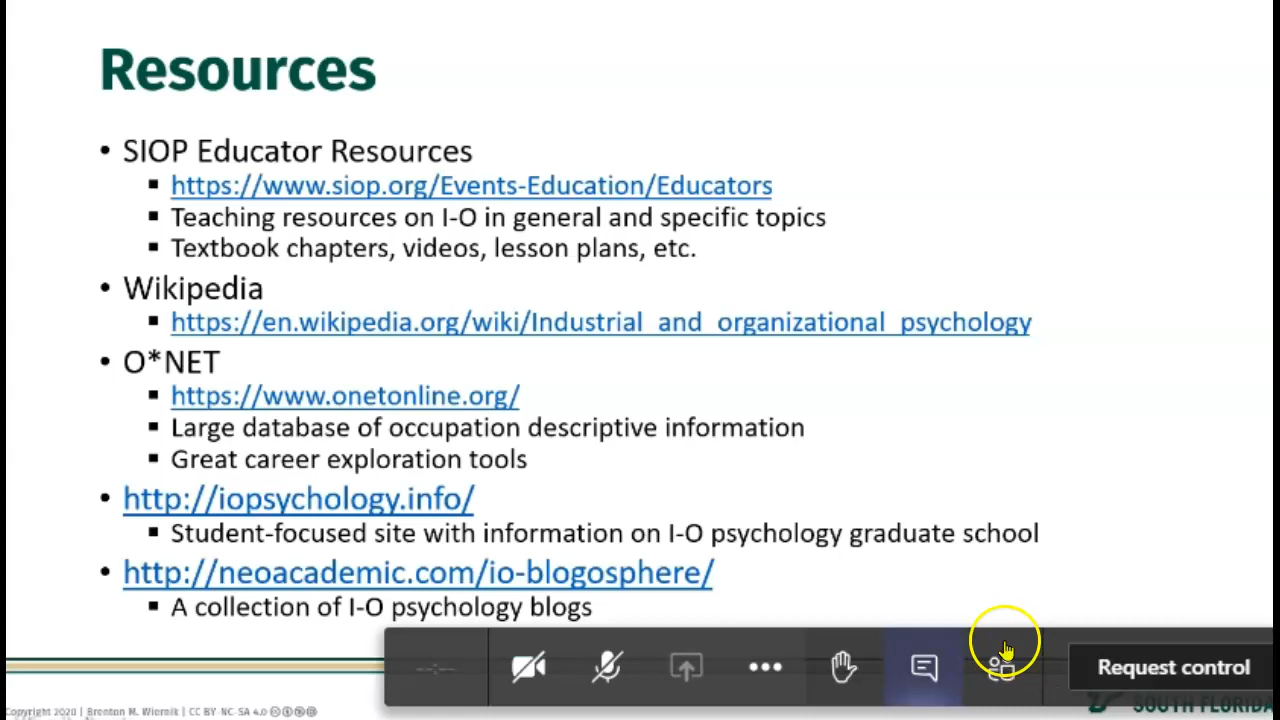 Resources
• SIOP Educator Resources
▪ https://www.siop.org/Events-Education/Educators
▪ Teaching resources on I-O in general and specific topics
▪ Textbook chapters, videos, lesson plans, etc.
• Wikipedia
▪ https://en.wikipedia.org/wiki/Industrial_and_organizational_psychology
• O*NET
▪ https://www.onetonline.org/
▪ Large database of occupation descriptive information
▪ Great career exploration tools
• http://iopsychology.info/
▪ Student-focused site with information on I-O psychology graduate school
• http://neoacademic.com/io-blogosphere/
▪ A collection of I-O psychology blogs
--:--
Request control
Copyright 2020 | Brenton M. Wiernik | CC BY-NC-SA 4.0
SOUTH FLORIDA